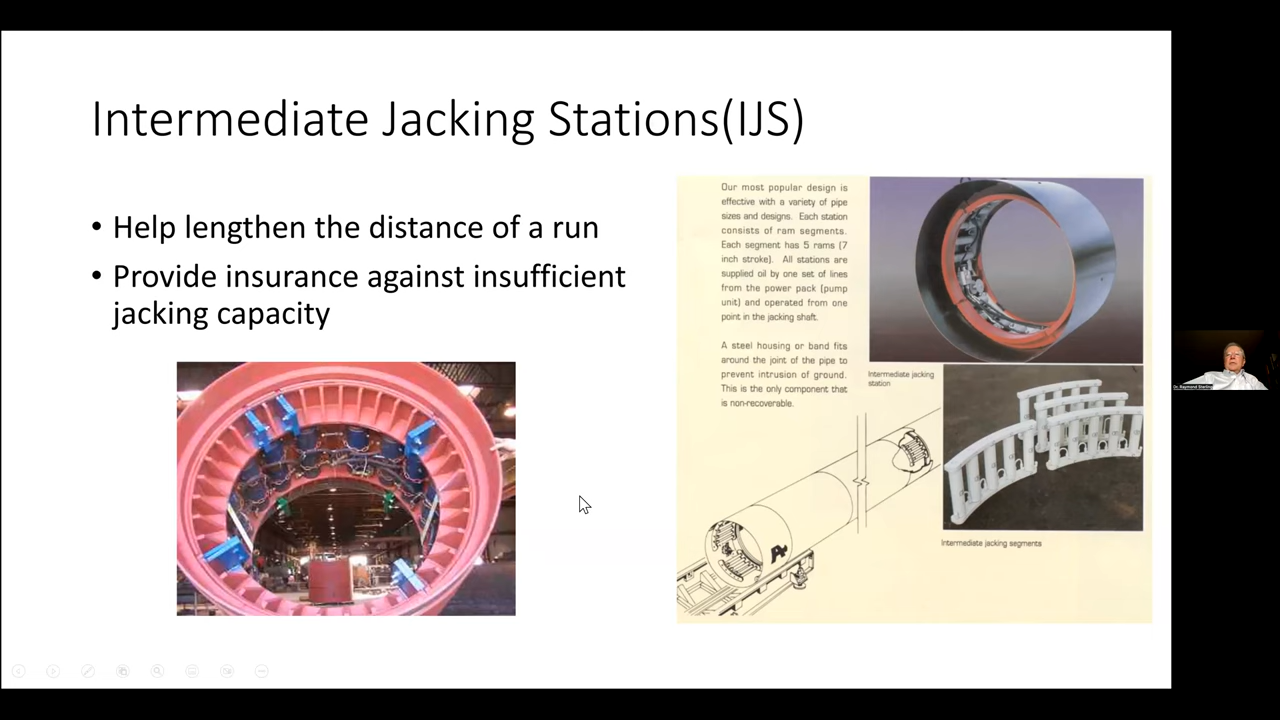 Intermediate Jacking Stations(IJS)
• Help lengthen the distance of a run
• Provide insurance against insufficient
jacking capacity
Our most popular design is
effective with a variety of pipe
sizes and designs. Each station
consists of ram segments.
Each segment has 5 rams (7
inch stroke). All stations are
supplied oil by one set of lines
from the power pack (pump
unit) and operated from one
point in the jacking shaft.
A steel housing or band fits
around the joint of the pipe to
prevent intrusion of ground.
This is the only component that
is non-recoverable.
Intermediate jacking
station
Intermediate jacking segments
Dr. Raymond Sterling